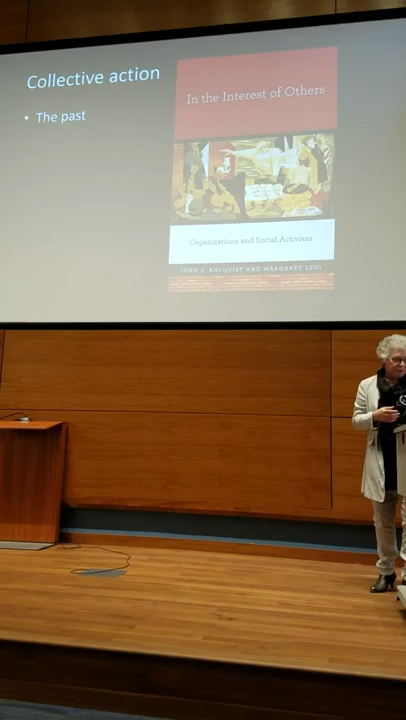 Collective action
• The past
In the Interest of Others
Organizations and Social Activism
JOHN S. AHLQUIST AND MARGARET LEVI